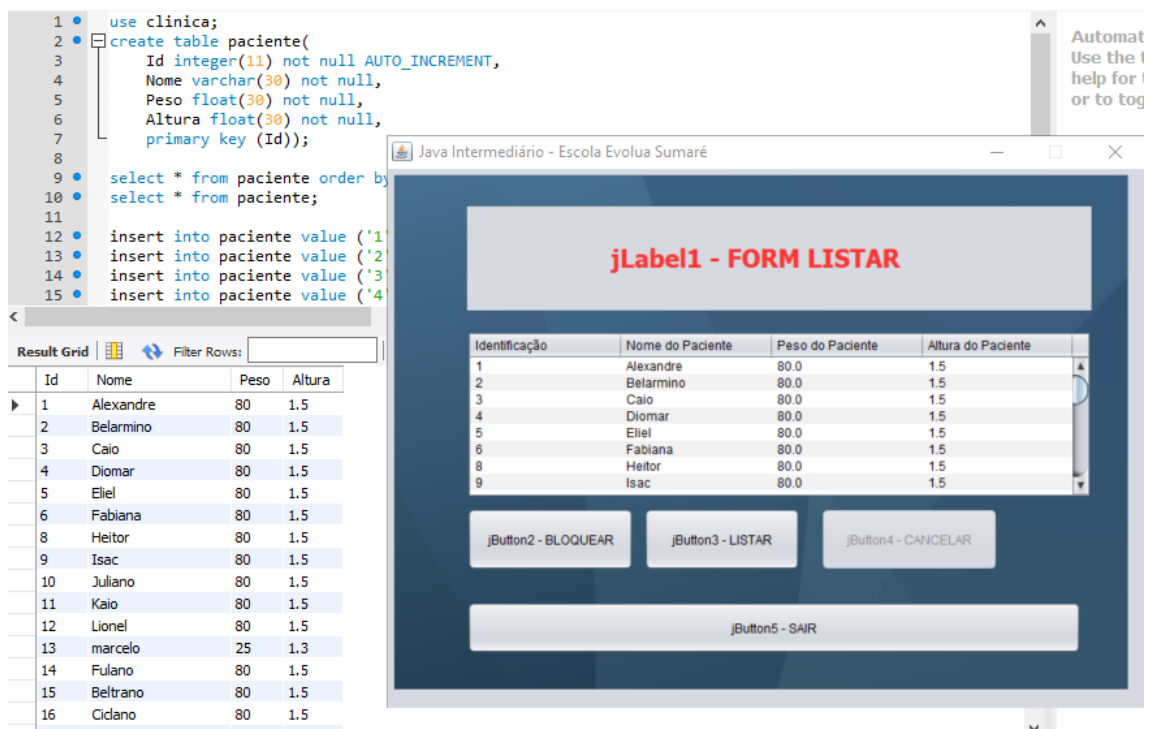 1 use clinica;
2 create table paciente(
3 Id integer(11) not null AUTO_INCREMENT,
4 Nome varchar(30) not null,
5 Peso float(30) not null,
6 Altura float(30) not null,
7 primary key (Id));
8
9 select * from paciente order by
10 select * from paciente;
11
12 insert into paciente value ('1'
13 insert into paciente value ('2'
14 insert into paciente value ('3'
15 insert into paciente value ('4'
Automat
Use the
help for
or to tog
Result Grid Filter Rows:
Id Nome Peso Altura
1 Alexandre 80 1.5
2 Belarmino 80 1.5
3 Caio 80 1.5
4 Diomar 80 1.5
5 Eliel 80 1.5
6 Fabiana 80 1.5
8 Heitor 80 1.5
9 Isac 80 1.5
10 Juliano 80 1.5
11 Kaio 80 1.5
12 Lionel 80 1.5
13 marcelo 25 1.3
14 Fulano 80 1.5
15 Beltrano 80 1.5
16 Ciclano 80 1.5
Java Intermediário - Escola Evolua Sumaré
jLabel1 - FORM LISTAR
Identificação Nome do Paciente Peso do Paciente Altura do Paciente
1 Alexandre 80.0 1.5
2 Belarmino 80.0 1.5
3 Caio 80.0 1.5
4 Diomar 80.0 1.5
5 Eliel 80.0 1.5
6 Fabiana 80.0 1.5
8 Heitor 80.0 1.5
9 Isac 80.0 1.5
jButton2 - BLOQUEAR jButton3 - LISTAR jButton4 - CANCELAR
jButton5 - SAIR